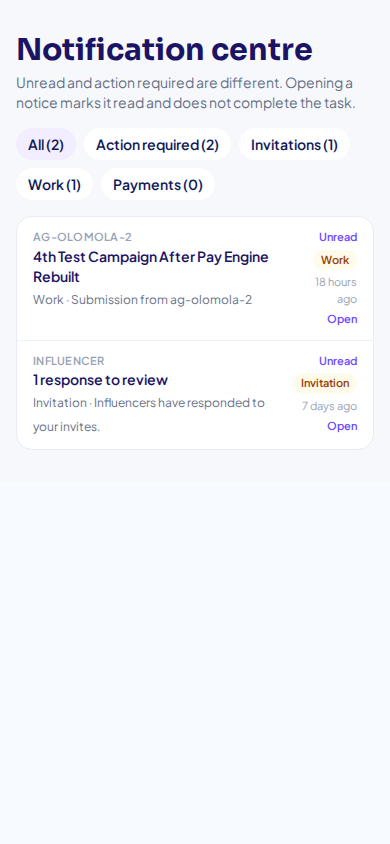 Notification centre
Unread and action required are different. Opening a
notice marks it read and does not complete the task.
All (2)
Action required (2)
Invitations (1)
Work (1)
Payments (0)
AG-OLOMOLA-2
Unread
4th Test Campaign After Pay Engine
Rebuilt
Work
Work · Submission from ag-olomola-2
18 hours
ago
Open
INFLUENCER
Unread
1 response to review
Invitation
Invitation · Influencers have responded to
your invites.
7 days ago
Open